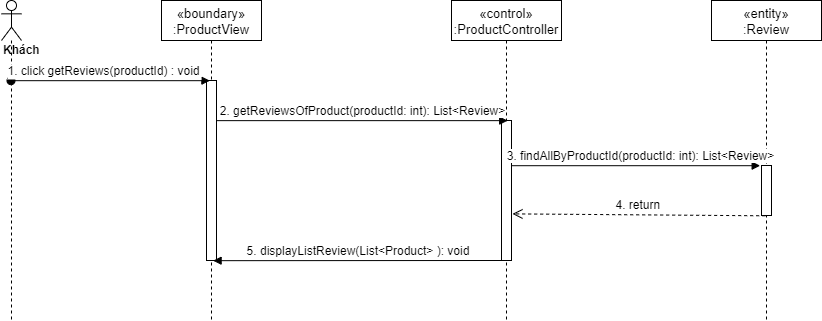 «boundary»
:ProductView
«control»
:ProductController
«entity»
:Review
Khách
1. click getReviews(productId) : void
2. getReviewsOfProduct(productId: int): List<Review>
3. findAllByProductId(productId: int): List<Review>
4. return
5. displayListReview(List<Product> ): void